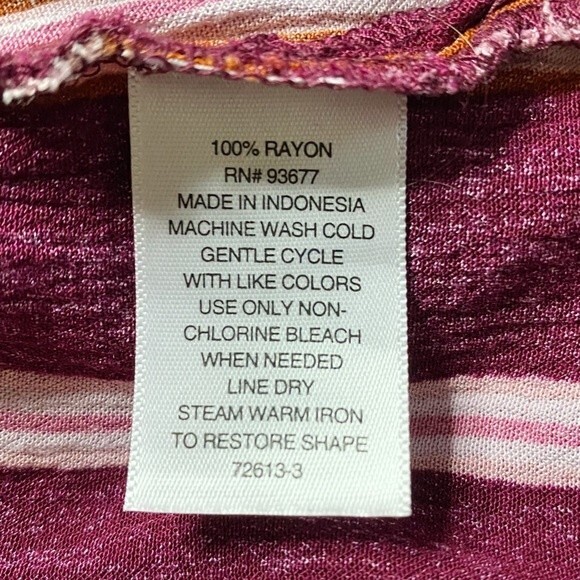 100% RAYON
RN# 93677
MADE IN INDONESIA
MACHINE WASH COLD
GENTLE CYCLE
WITH LIKE COLORS
USE ONLY NON-
CHLORINE BLEACH
WHEN NEEDED
LINE DRY
STEAM WARM IRON
TO RESTORE SHAPE
72613-3